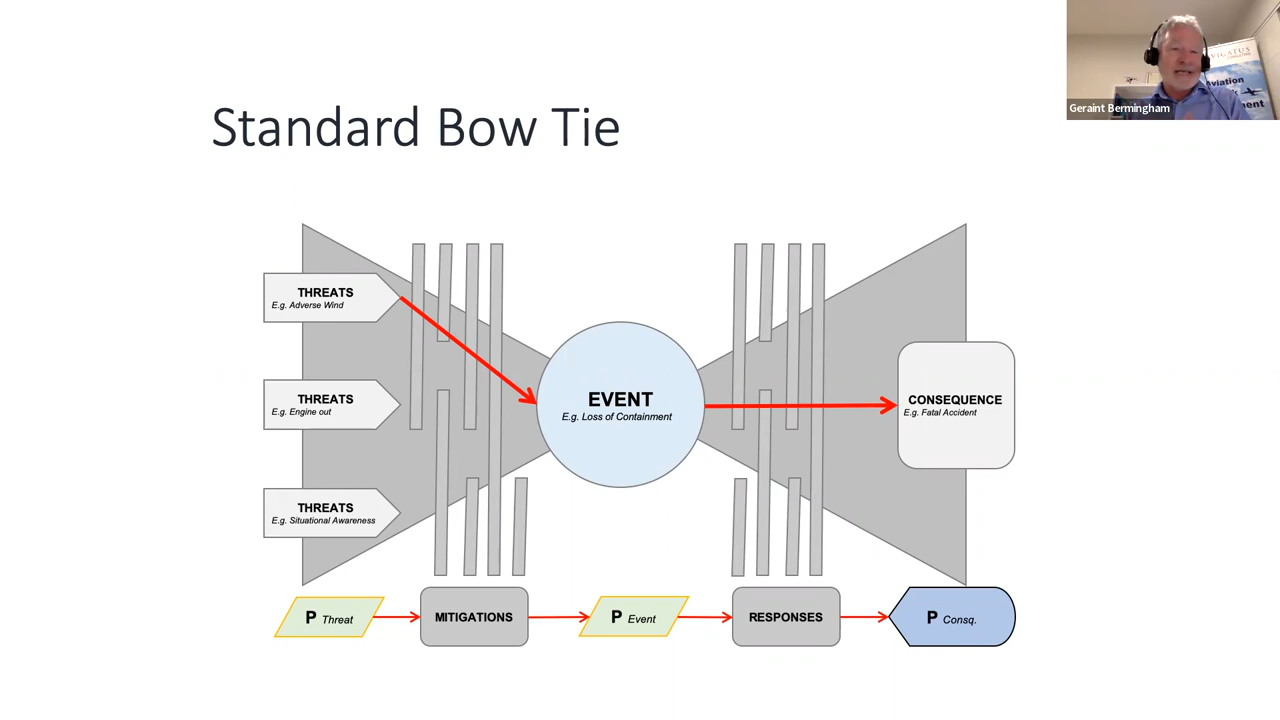 Geraint Bermingham
Aviation
Standard Bow Tie
THREATS
E.g. Adverse Wind
THREATS
E.g. Engine out
THREATS
E.g. Situational Awareness
EVENT
E.g. Loss of Containment
CONSEQUENCE
E.g. Fatal Accident
P Threat
MITIGATIONS
P Event
RESPONSES
P Consq.